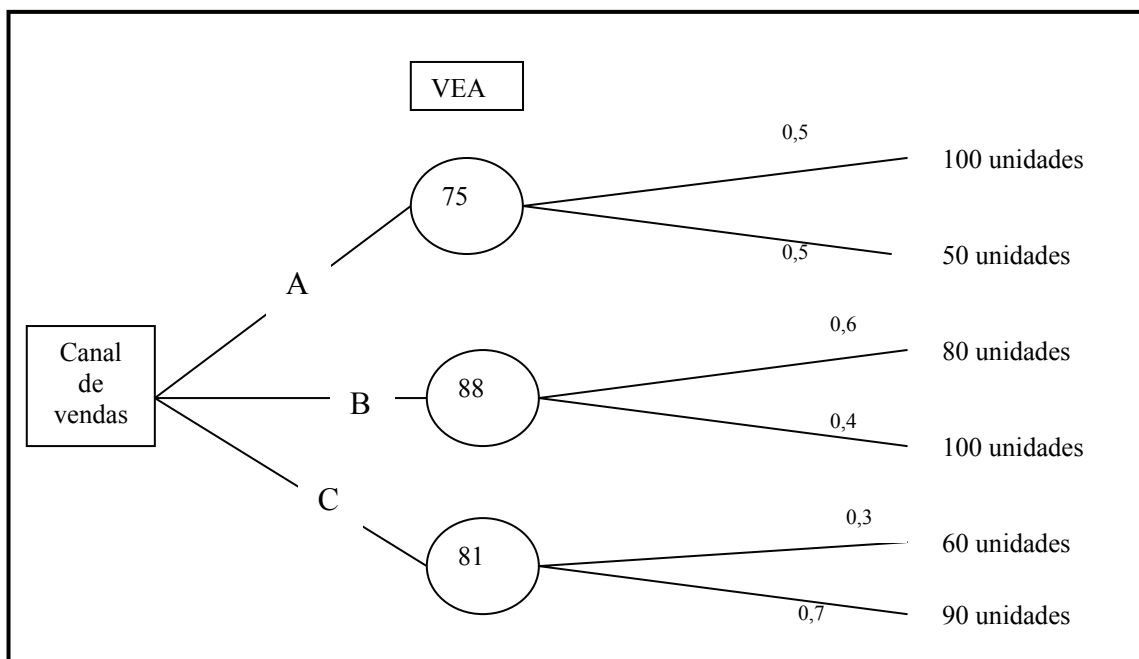 VEA
0,5
100 unidades
75
0,5
50 unidades
A
0,6
80 unidades
Canal
de
vendas
B
88
0,4
100 unidades
C
0,3
60 unidades
81
0,7
90 unidades